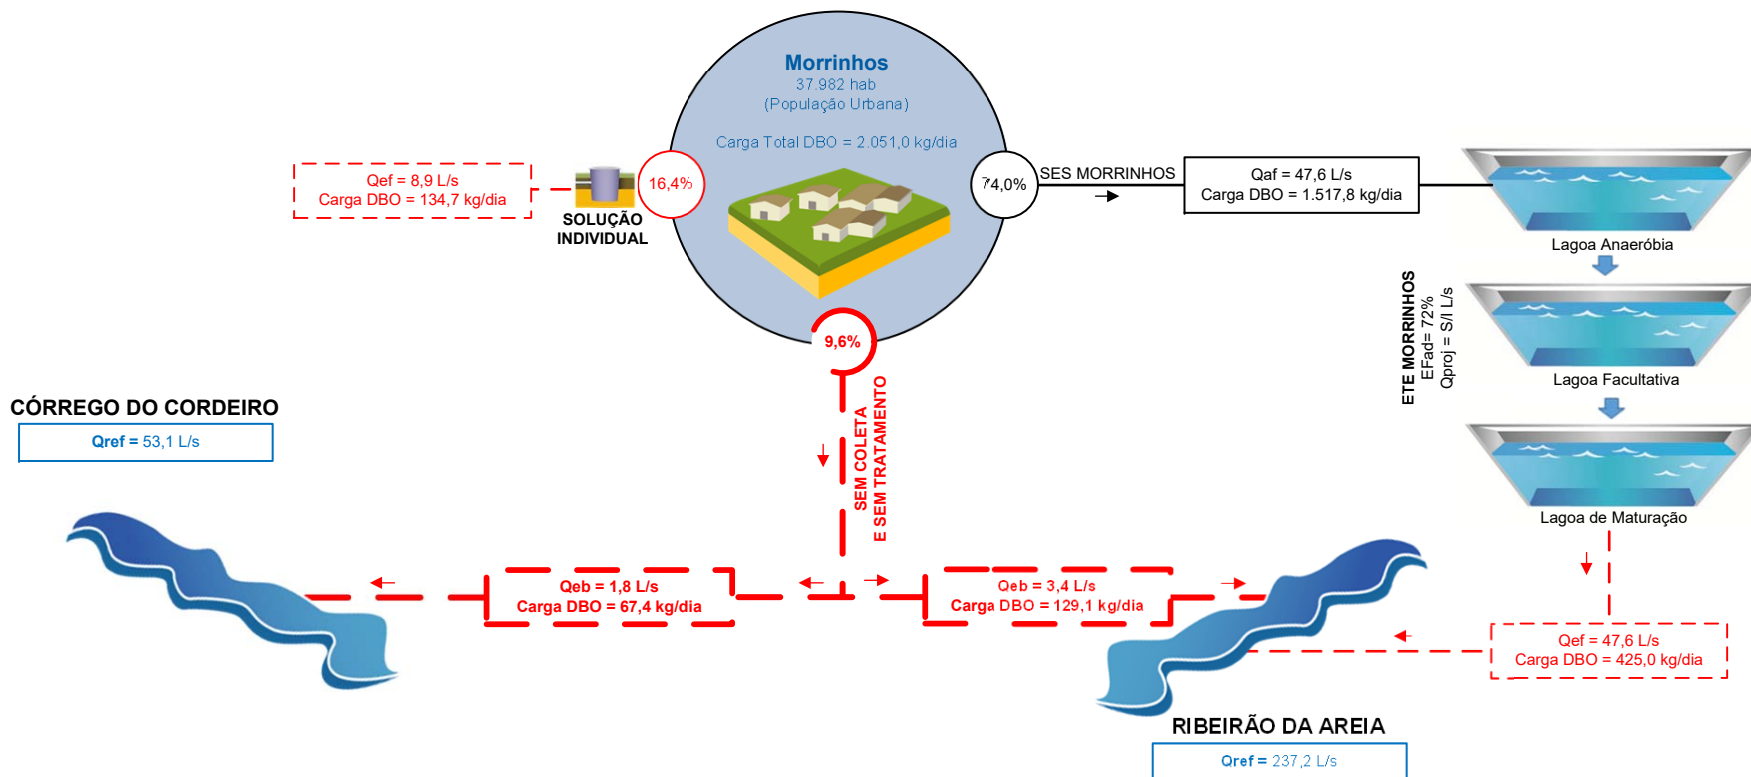 Morrinhos
37.982 hab
(População Urbana)
Carga Total DBO = 2.051,0 kg/dia
Qef = 8,9 L/s
Carga DBO = 134,7 kg/dia
SOLUÇÃO
INDIVIDUAL
16,4%
74,0%
SES MORRINHOS
Qaf = 47,6 L/s
Carga DBO = 1.517,8 kg/dia
Lagoa Anaeróbia
ETE MORRINHOS
EFad= 72%
Qproj = S/I L/s
Lagoa Facultativa
Lagoa de Maturação
9,6%
SEM COLETA
E SEM TRATAMENTO
CÓRREGO DO CORDEIRO
Qref = 53,1 L/s
Qeb = 1,8 L/s
Carga DBO = 67,4 kg/dia
Qeb = 3,4 L/s
Carga DBO = 129,1 kg/dia
Qef = 47,6 L/s
Carga DBO = 425,0 kg/dia
RIBEIRÃO DA AREIA
Qref = 237,2 L/s